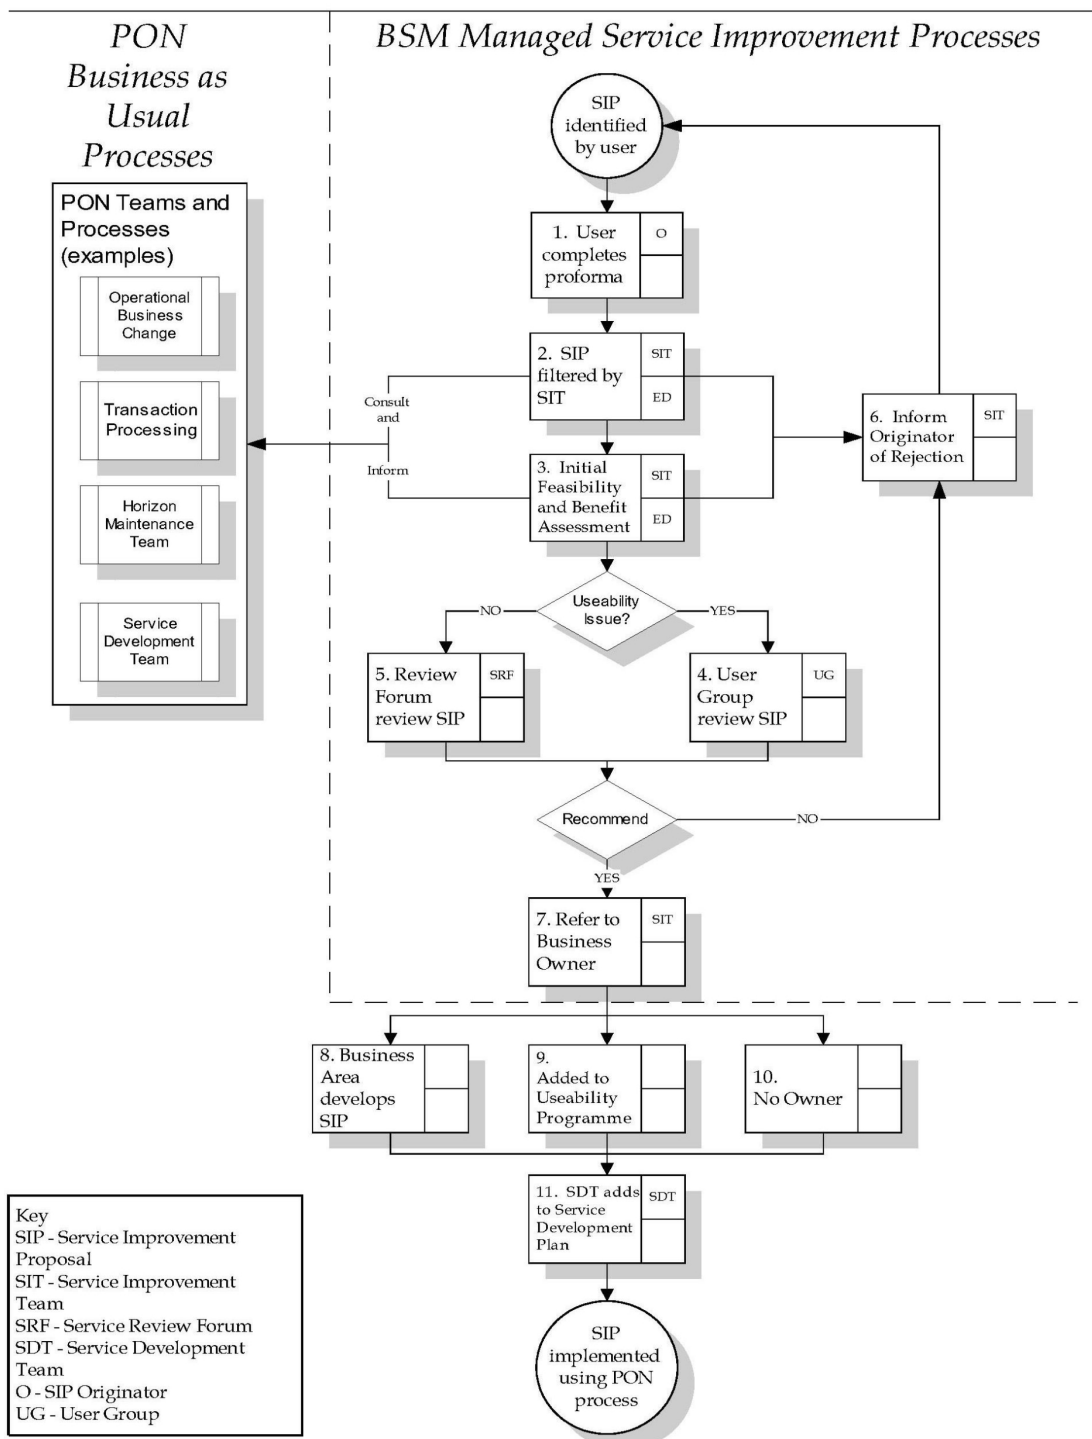 PON
Business as
Usual
Processes
BSM Managed Service Improvement Processes
PON Teams and
Processes
(examples)
Operational
Business
Change
Transaction
Processing
Horizon
Maintenance
Team
Service
Development
Team
SIP
identified
by user
1. User
completes
proforma
O
2. SIP
filtered by
SIT
SIT
ED
Consult
and
Inform
3. Initial
Feasibility
and Benefit
Assessment
SIT
ED
6. Inform
Originator
of Rejection
SIT
Useability
Issue?
NO
YES
5. Review
Forum
review SIP
SRF
4. User
Group
review SIP
UG
Recommend
NO
YES
7. Refer to
Business
Owner
SIT
8. Business
Area
develops
SIP
9.
Added to
Useability
Programme
10.
No Owner
11. SDT adds
to Service
Development
Plan
SDT
SIP
implemented
using PON
process
Key
SIP - Service Improvement
Proposal
SIT - Service Improvement
Team
SRF - Service Review Forum
SDT - Service Development
Team
O - SIP Originator
UG - User Group